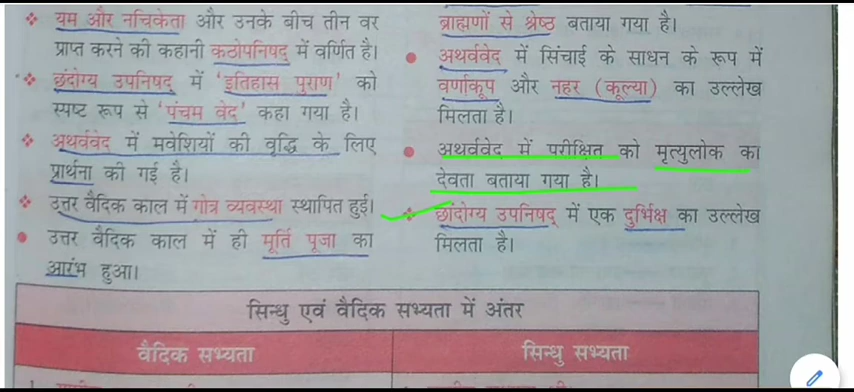 ❖ यम और नचिकेता और उनके बीच तीन वर
प्राप्त करने की कहानी कठोपनिषद् में वर्णित है।
❖ छंदोग्य उपनिषद् में 'इतिहास पुराण' को
स्पष्ट रूप से 'पंचम वेद' कहा गया है।
❖ अथर्ववेद में मवेशियों की वृद्धि के लिए
प्रार्थना की गई है।
❖ उत्तर वैदिक काल में गोत्र व्यवस्था स्थापित हुई।
● उत्तर वैदिक काल में ही मूर्ति पूजा का
आरंभ हुआ।
ब्राह्मणों से श्रेष्ठ बताया गया है।
● अथर्ववेद में सिंचाई के साधन के रूप में
वर्णाकूप और नहर (कूल्या) का उल्लेख
मिलता है।
● अथर्ववेद में परीक्षित को मृत्युलोक का
देवता बताया गया है।
❖ छांदोग्य उपनिषद् में एक दुर्भिक्ष का उल्लेख
मिलता है।
सिन्धु एवं वैदिक सभ्यता में अंतर
वैदिक सभ्यता
सिन्धु सभ्यता